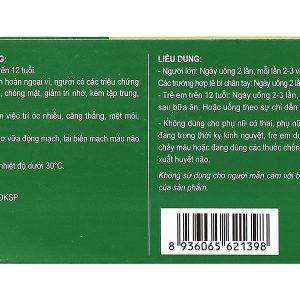 NG:
trên 12 tuổi.
n hoàn ngoại vi, người có các triệu chứng
, chóng mặt, giảm trí nhớ, kém tập trung,
m việc trí óc nhiều, căng thẳng, mệt mỏi,
ơ vữa động mạch, tai biến mạch máu não
nhiệt độ dưới 30°C.
ĐKSP
LIỀU DÙNG:
- Người lớn: Ngày uống 2 lần, mỗi lần 2-3 v
Các trường hợp tê bì chân tay: Ngày uống 2
- Trẻ em trên 12 tuổi: Ngày uống 2-3 lần,
sau bữa ăn. Hoặc uống theo sự chỉ dẫn
- Không dùng cho phụ nữ có thai, phụ nữ
đang trong thời kỳ kinh nguyệt, trẻ em dư
chảy máu hoặc đang dùng các thuốc chốn
xuất huyết não.
Không sử dụng cho người mẫn cảm với b
của sản phẩm.
8 936065 621398